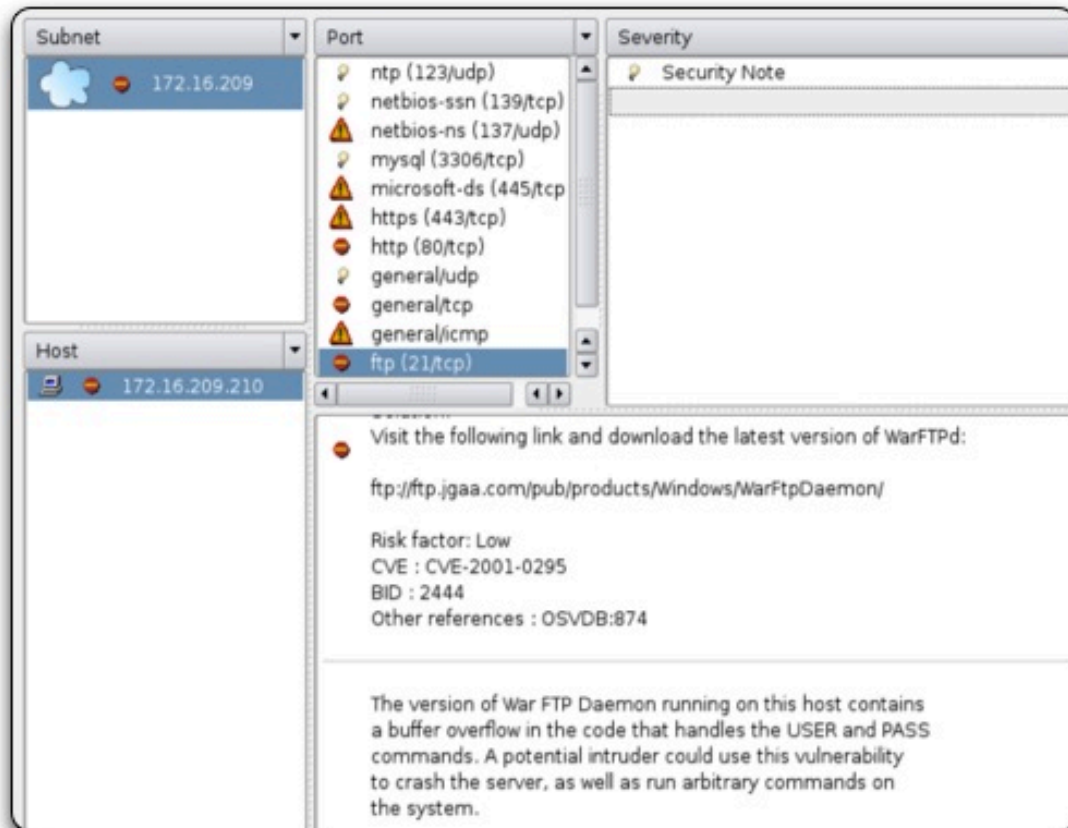 Subnet
172.16.209
Host
172.16.209.210
Port
ntp (123/udp)
netbios-ssn (139/tcp)
netbios-ns (137/udp)
mysql (3306/tcp)
microsoft-ds (445/tcp
https (443/tcp)
http (80/tcp)
general/udp
general/tcp
general/icmp
ftp (21/tcp)
Severity
Security Note
Visit the following link and download the latest version of WarFTPd:
ftp://ftp.jgaa.com/pub/products/Windows/WarFtpDaemon/
Risk factor: Low
CVE : CVE-2001-0295
BID : 2444
Other references : OSVDB:874
The version of War FTP Daemon running on this host contains
a buffer overflow in the code that handles the USER and PASS
commands. A potential intruder could use this vulnerability
to crash the server, as well as run arbitrary commands on
the system.